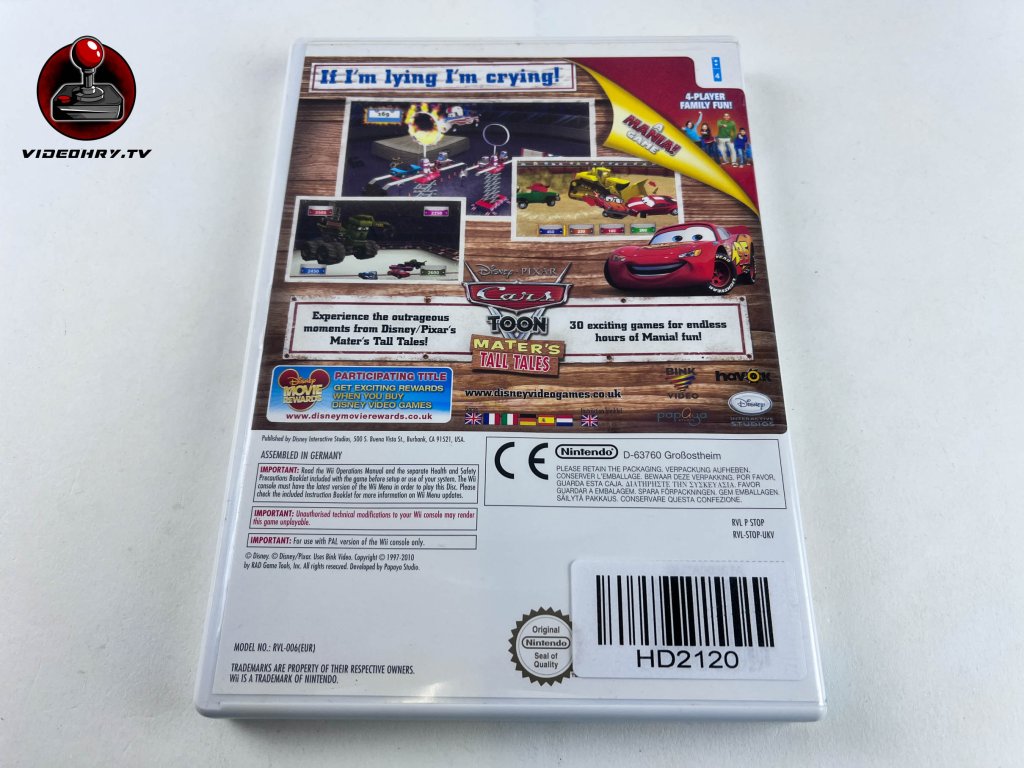 VIDEOHRY.TV
If I'm lying I'm crying!
4
4-PLAYER
FAMILY FUN!
A
MANIA!
GAME
169
2250
2450
2600
DISNEY · PIXAR
Cars
TOON
MATER'S
TALL TALES
Experience the outrageous
moments from Disney/Pixar's
Mater's Tall Tales!
30 exciting games for endless
hours of Mania! fun!
Disney
MOVIE
REWARDS
PARTICIPATING TITLE
GET EXCITING REWARDS
WHEN YOU BUY
DISNEY VIDEO GAMES
www.disneymovierewards.co.uk
www.disneyvideogames.co.uk
BINK
VIDEO
havok
papaya
Disney
INTERACTIVE
STUDIOS
Published by Disney Interactive Studios, 500 S. Buena Vista St., Burbank, CA 91521, USA.
ASSEMBLED IN GERMANY
IMPORTANT: Read the Wii Operations Manual and the separate Health and Safety
Precautions Booklet included with the game before setup or use of your system. The Wii
console must have the latest version of the Wii Menu in order to play this Disc. Please
check the included Instruction Booklet for more information on Wii Menu updates.
IMPORTANT: Unauthorised technical modifications to your Wii console may render
this game unplayable.
IMPORTANT: For use with PAL version of the Wii console only.
© Disney. © Disney/Pixar. Uses Bink Video. Copyright © 1997-2010
by RAD Game Tools, Inc. All rights reserved. Developed by Papaya Studio.
CE
Nintendo D-63760 Großostheim
PLEASE RETAIN THE PACKAGING. VERPACKUNG AUFHEBEN.
CONSERVER L'EMBALLAGE. BEWAAR DEZE VERPAKKING. POR FAVOR,
GUARDA ESTA CAJA. ΔΙΑΤΗΡΗΣΤΕ ΤΗΝ ΣΥΣΚΕΥΑΣΙΑ. POR FAVOR
GUARDAR A EMBALAGEM. SPARA FÖRPACKNINGEN. GEM EMBALLAGEN.
SÄILYTÄ PAKKAUS. CONSERVARE QUESTA CONFEZIONE.
RVL P STOP
RVL-STOP-UKV
MODEL NO.: RVL-006(EUR)
TRADEMARKS ARE PROPERTY OF THEIR RESPECTIVE OWNERS.
Wii IS A TRADEMARK OF NINTENDO.
Original
Nintendo
Seal of
Quality
HD2120